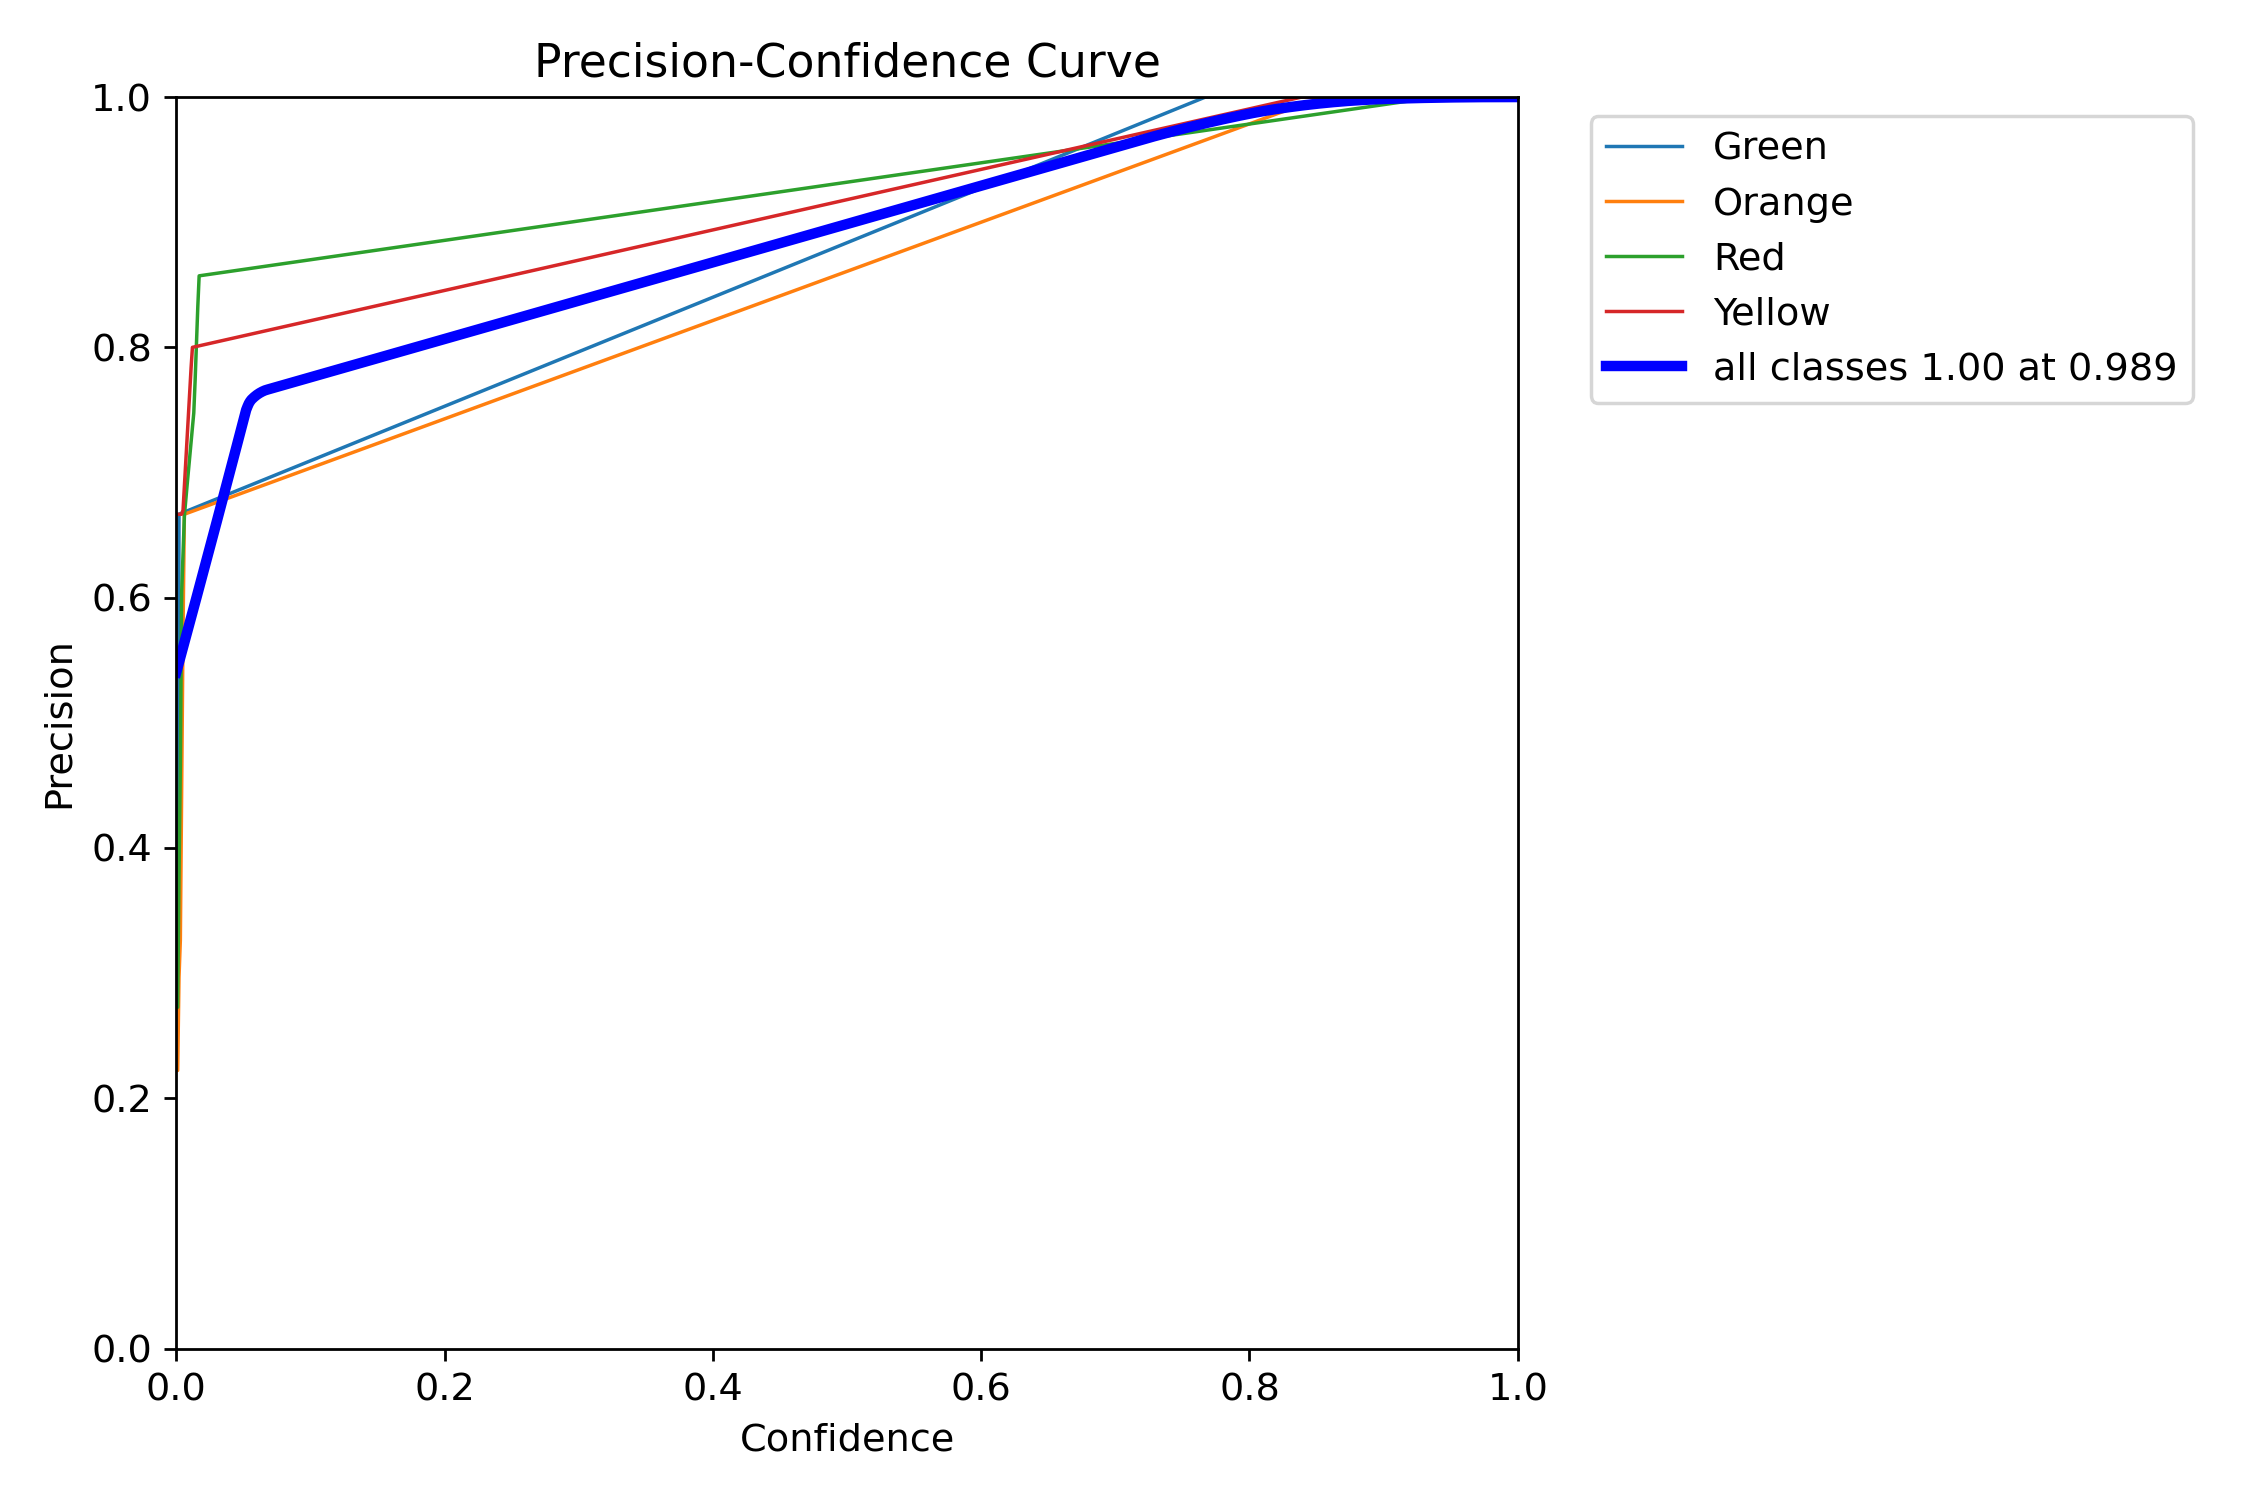 Precision-Confidence Curve
1.0
0.8
0.6
0.4
0.2
0.0
Precision
0.0 0.2 0.4 0.6 0.8 1.0
Confidence
Green
Orange
Red
Yellow
all classes 1.00 at 0.989